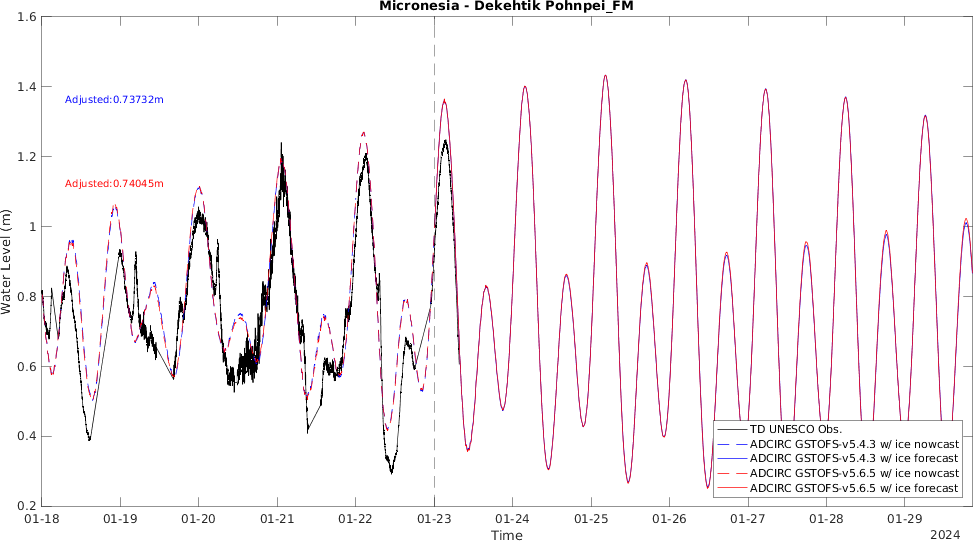 Micronesia - Dekehtik Pohnpei_FM
1.6
1.4
1.2
1
0.8
0.6
0.4
0.2
Water Level (m)
Adjusted:0.73732m
Adjusted:0.74045m
TD UNESCO Obs.
ADCIRC GSTOFS-v5.4.3 w/ ice nowcast
ADCIRC GSTOFS-v5.4.3 w/ ice forecast
ADCIRC GSTOFS-v5.6.5 w/ ice nowcast
ADCIRC GSTOFS-v5.6.5 w/ ice forecast
01-18 01-19 01-20 01-21 01-22 01-23 01-24 01-25 01-26 01-27 01-28 01-29
Time
2024